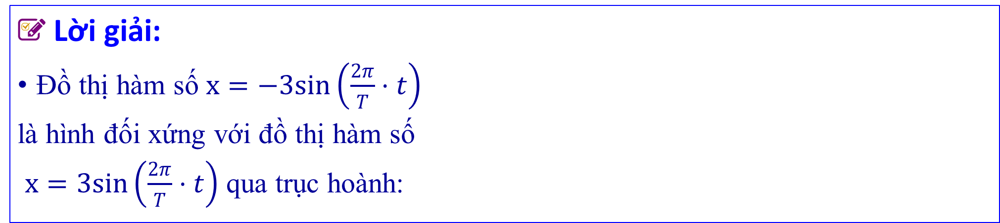 Lời giải:
• Đồ thị hàm số x = −3sin(2π/T · t)
là hình đối xứng với đồ thị hàm số
x = 3sin(2π/T · t) qua trục hoành: